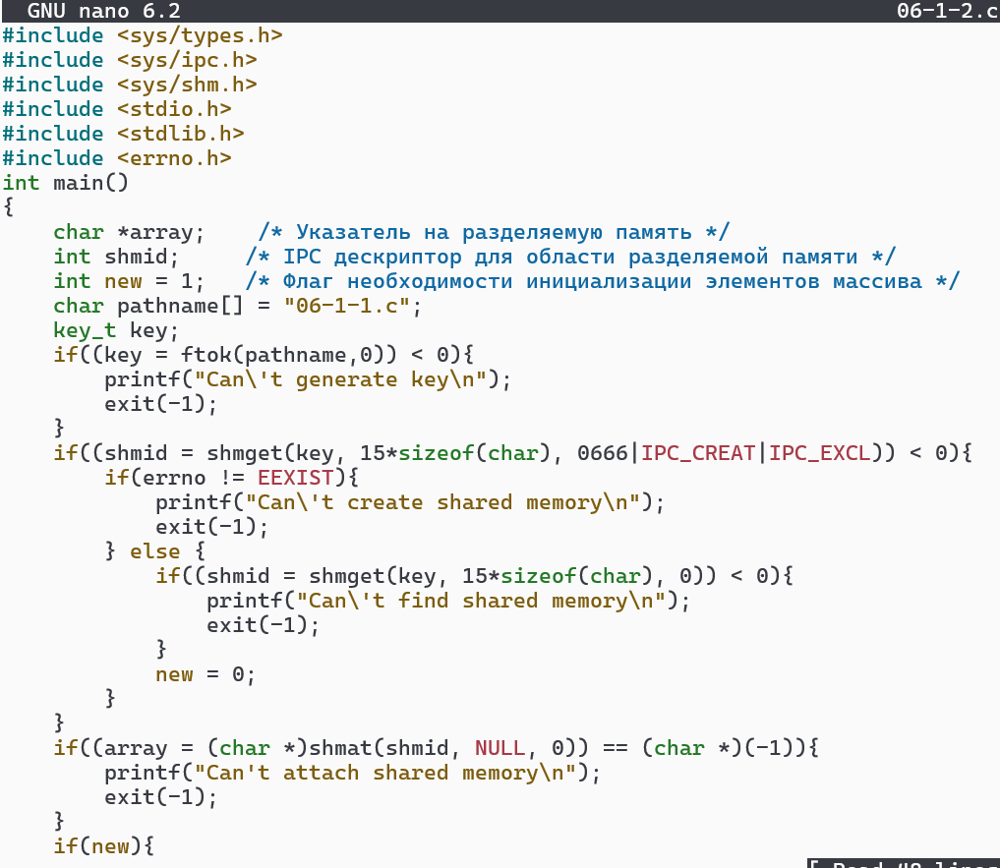 GNU nano 6.2 06-1-2.c
#include <sys/types.h>
#include <sys/ipc.h>
#include <sys/shm.h>
#include <stdio.h>
#include <stdlib.h>
#include <errno.h>
int main()
{
    char *array;    /* Указатель на разделяемую память */
    int shmid;     /* IPC дескриптор для области разделяемой памяти */
    int new = 1;   /* Флаг необходимости инициализации элементов массива */
    char pathname[] = "06-1-1.c";
    key_t key;
    if((key = ftok(pathname,0)) < 0){
        printf("Can\'t generate key\n");
        exit(-1);
    }
    if((shmid = shmget(key, 15*sizeof(char), 0666|IPC_CREAT|IPC_EXCL)) < 0){
        if(errno != EEXIST){
            printf("Can\'t create shared memory\n");
            exit(-1);
        } else {
            if((shmid = shmget(key, 15*sizeof(char), 0)) < 0){
                printf("Can\'t find shared memory\n");
                exit(-1);
            }
            new = 0;
        }
    }
    if((array = (char *)shmat(shmid, NULL, 0)) == (char *)(-1)){
        printf("Can't attach shared memory\n");
        exit(-1);
    }
    if(new){